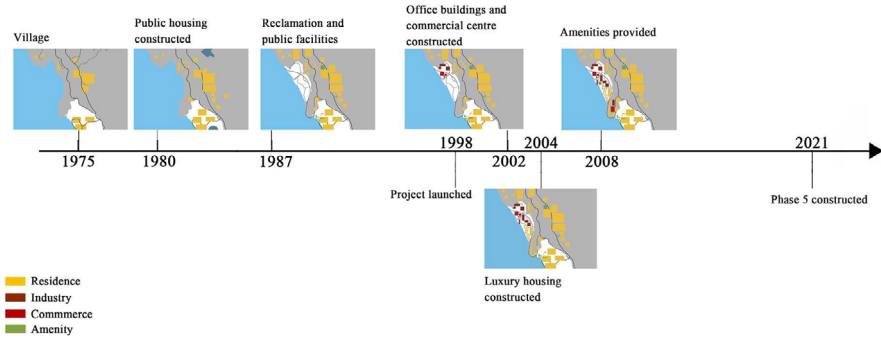 Village
Public housing
constructed
Reclamation and
public facilities
Office buildings and
commercial centre
constructed
Amenities provided
1975
1980
1987
1998
2002
2004
2008
2021
Project launched
Phase 5 constructed
Luxury housing
constructed
Residence
Industry
Commmerce
Amenity